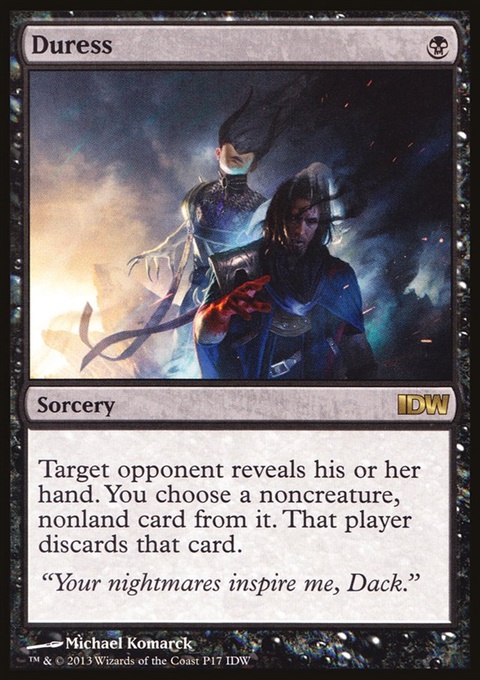 Duress
Sorcery
IDW
Target opponent reveals his or her
hand. You choose a noncreature,
nonland card from it. That player
discards that card.
“Your nightmares inspire me, Dack.”
Michael Komarck
™ & © 2013 Wizards of the Coast P17 IDW